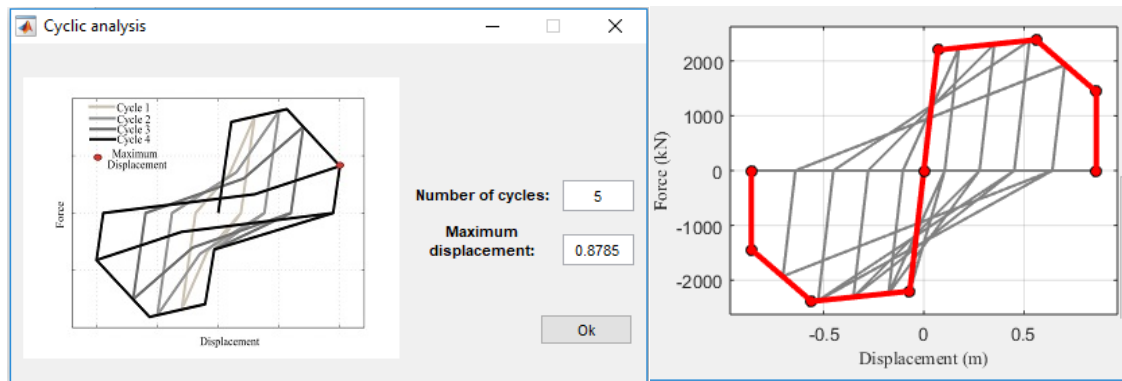 Cyclic analysis
Cycle 1
Cycle 2
Cycle 3
Cycle 4
Maximum
Displacement
Force
Displacement
Number of cycles:
5
Maximum
displacement:
0.8785
Ok
2000
1000
0
-1000
-2000
Force (kN)
-0.5
0
0.5
Displacement (m)